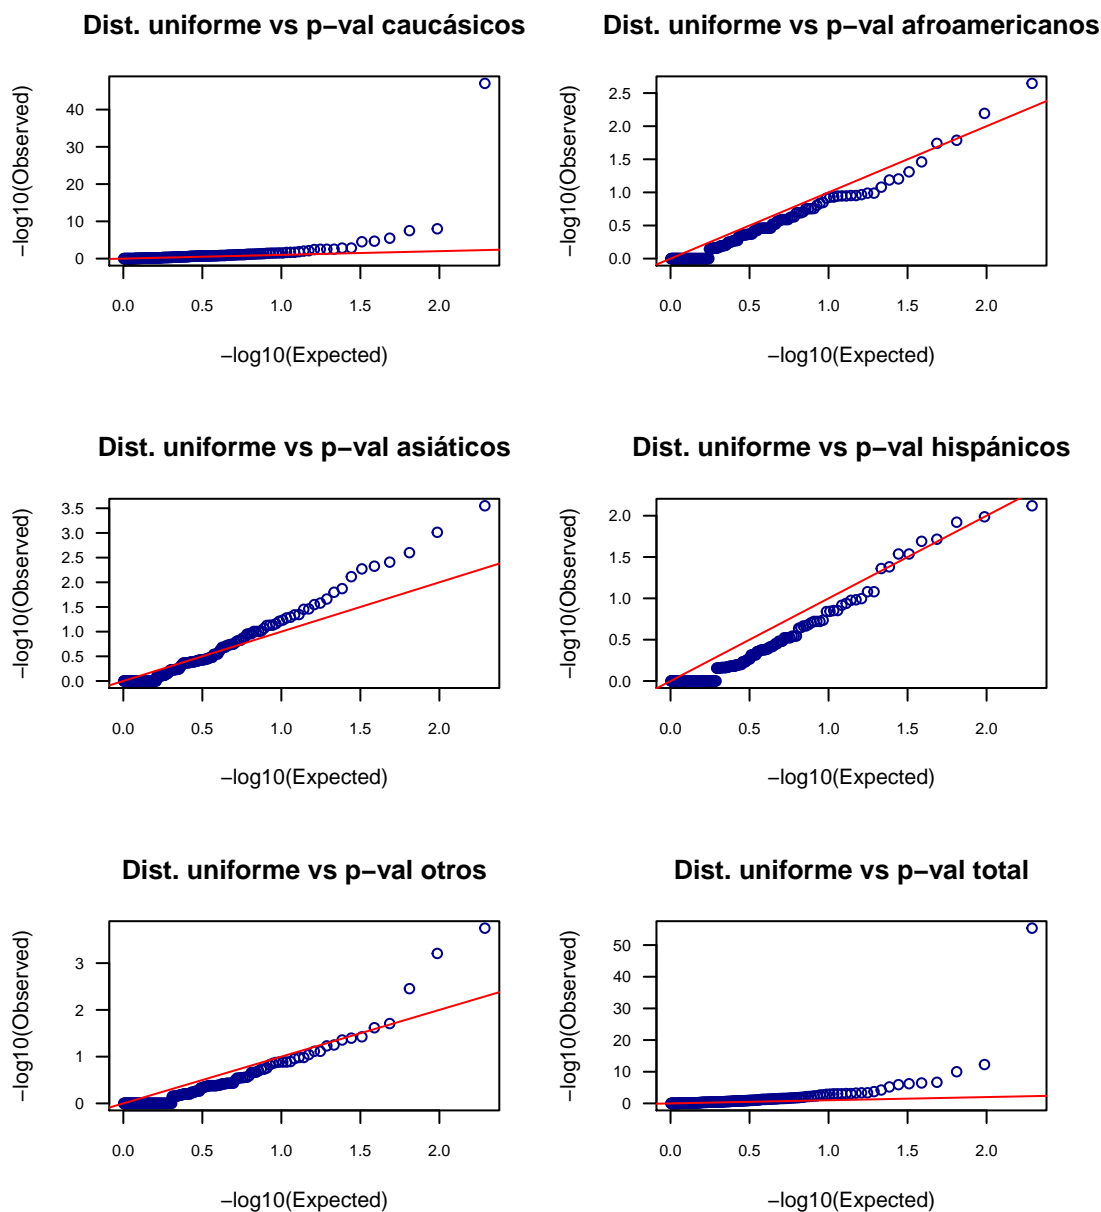 Dist. uniforme vs p−val caucásicos
−log10(Observed)
40
30
20
10
0
0.0 0.5 1.0 1.5 2.0
−log10(Expected)
Dist. uniforme vs p−val afroamericanos
−log10(Observed)
2.5
2.0
1.5
1.0
0.5
0.0
0.0 0.5 1.0 1.5 2.0
−log10(Expected)
Dist. uniforme vs p−val asiáticos
−log10(Observed)
3.5
3.0
2.5
2.0
1.5
1.0
0.5
0.0
0.0 0.5 1.0 1.5 2.0
−log10(Expected)
Dist. uniforme vs p−val hispánicos
−log10(Observed)
2.0
1.5
1.0
0.5
0.0
0.0 0.5 1.0 1.5 2.0
−log10(Expected)
Dist. uniforme vs p−val otros
−log10(Observed)
3
2
1
0
0.0 0.5 1.0 1.5 2.0
−log10(Expected)
Dist. uniforme vs p−val total
−log10(Observed)
50
40
30
20
10
0
0.0 0.5 1.0 1.5 2.0
−log10(Expected)